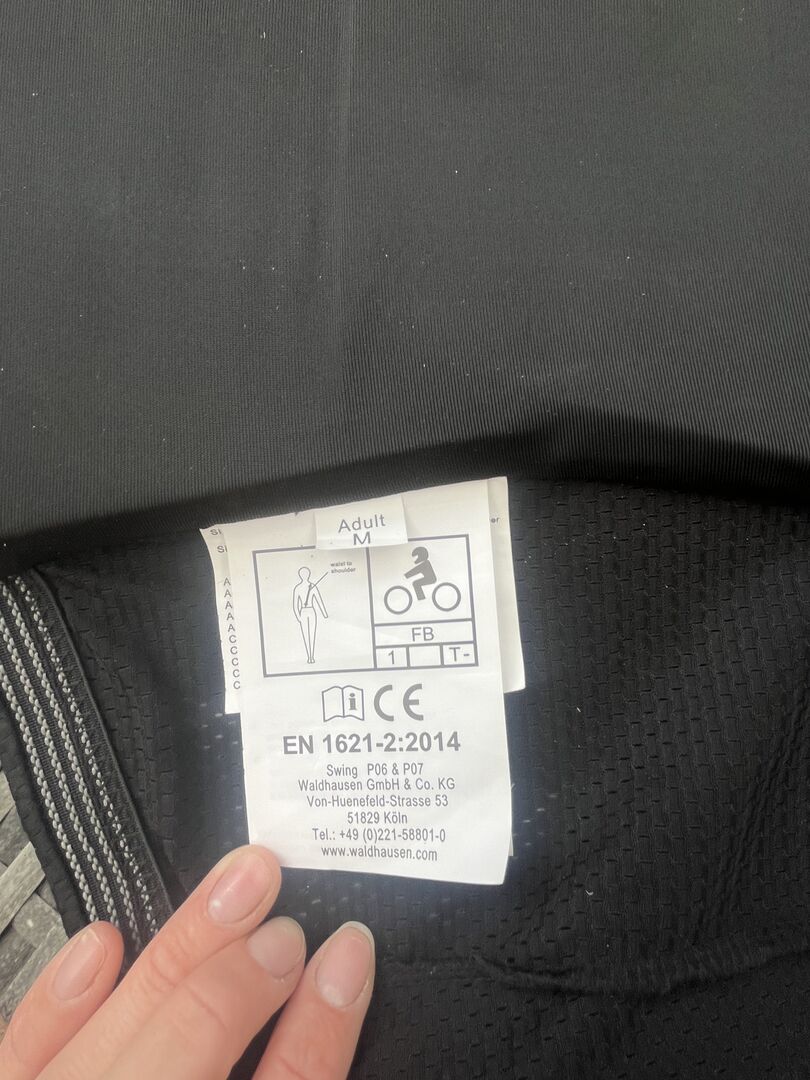 Adult
M
waist to
shoulder
FB
1 T-
CE
EN 1621-2:2014
Swing P06 & P07
Waldhausen GmbH & Co. KG
Von-Huenefeld-Strasse 53
51829 Köln
Tel.: +49 (0)221-58801-0
www.waldhausen.com
A
A
A
A
A
C
C
C
C
C